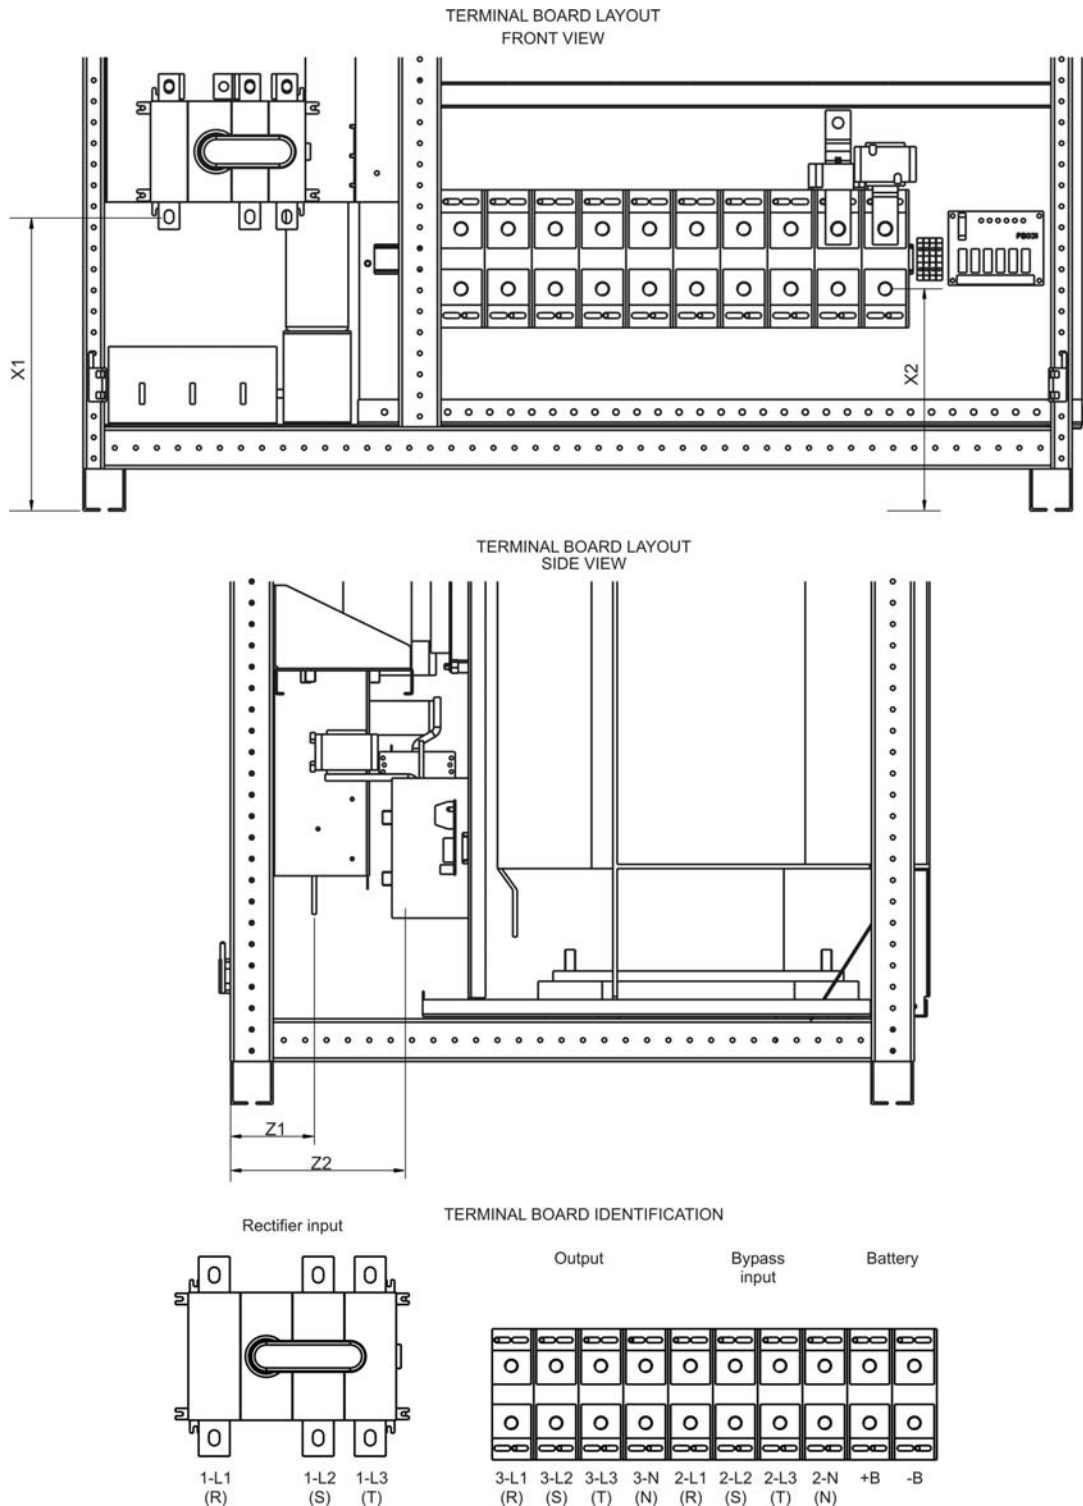 TERMINAL BOARD LAYOUT
FRONT VIEW
X1
X2
TERMINAL BOARD LAYOUT
SIDE VIEW
Z1
Z2
TERMINAL BOARD IDENTIFICATION
Rectifier input
Output
Bypass
input
Battery
1-L1 1-L2 1-L3
(R) (S) (T)
3-L1 3-L2 3-L3 3-N 2-L1 2-L2 2-L3 2-N +B -B
(R) (S) (T) (N) (R) (S) (T) (N)